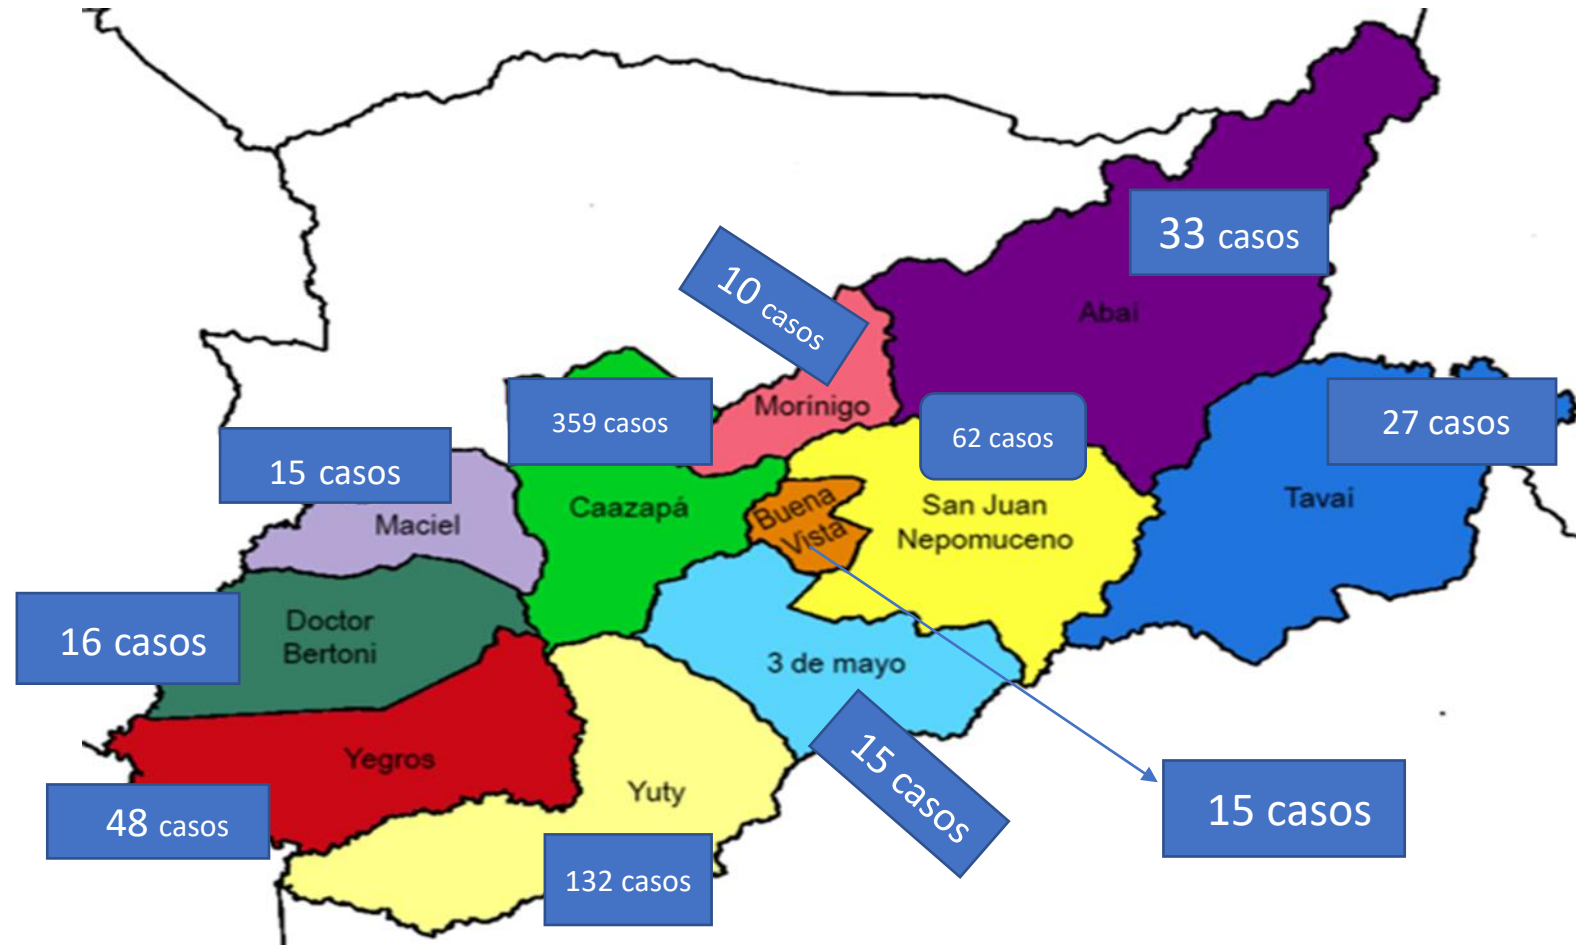 33 casos
Abaí
10 casos
Morínigo
359 casos
62 casos
27 casos
15 casos
Maciel
Caazapá
Buena
Vista
San Juan
Nepomuceno
Tavaí
16 casos
Doctor
Bertoni
3 de mayo
Yegros
Yuty
15 casos
15 casos
48 casos
132 casos